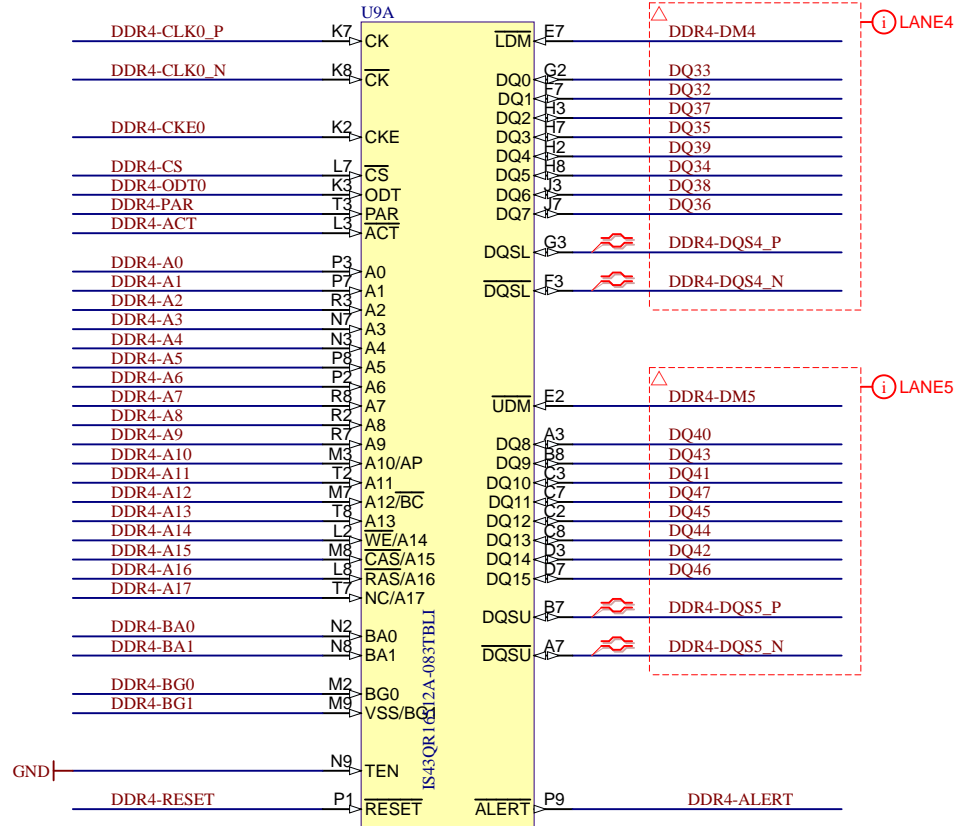 U9A
DDR4-CLK0_P K7 CK
DDR4-CLK0_N K8 CK
DDR4-CKE0 K2 CKE
DDR4-CS L7 CS
DDR4-ODT0 K3 ODT
DDR4-PAR T3 PAR
DDR4-ACT L3 ACT
DDR4-A0 P3 A0
DDR4-A1 P7 A1
DDR4-A2 R3 A2
DDR4-A3 N7 A3
DDR4-A4 N3 A4
DDR4-A5 P8 A5
DDR4-A6 P2 A6
DDR4-A7 R8 A7
DDR4-A8 R2 A8
DDR4-A9 R7 A9
DDR4-A10 M3 A10/AP
DDR4-A11 T2 A11
DDR4-A12 M7 A12/BC
DDR4-A13 T8 A13
DDR4-A14 L2 WE/A14
DDR4-A15 M8 CAS/A15
DDR4-A16 L8 RAS/A16
DDR4-A17 T7 NC/A17
DDR4-BA0 N2 BA0
DDR4-BA1 N8 BA1
DDR4-BG0 M2 BG0
DDR4-BG1 M9 VSS/BG1
GND N9 TEN
DDR4-RESET P1 RESET
LDM E7 DDR4-DM4
DQ0 G2 DQ33
DQ1 F7 DQ32
DQ2 H3 DQ37
DQ3 H7 DQ35
DQ4 H2 DQ39
DQ5 H8 DQ34
DQ6 J3 DQ38
DQ7 J7 DQ36
DQSL G3 DDR4-DQS4_P
DQSL F3 DDR4-DQS4_N
i LANE4
UDM E2 DDR4-DM5
DQ8 A3 DQ40
DQ9 B8 DQ43
DQ10 C3 DQ41
DQ11 C7 DQ47
DQ12 C2 DQ45
DQ13 C8 DQ44
DQ14 D3 DQ42
DQ15 D7 DQ46
DQSU B7 DDR4-DQS5_P
DQSU A7 DDR4-DQS5_N
i LANE5
ALERT P9 DDR4-ALERT